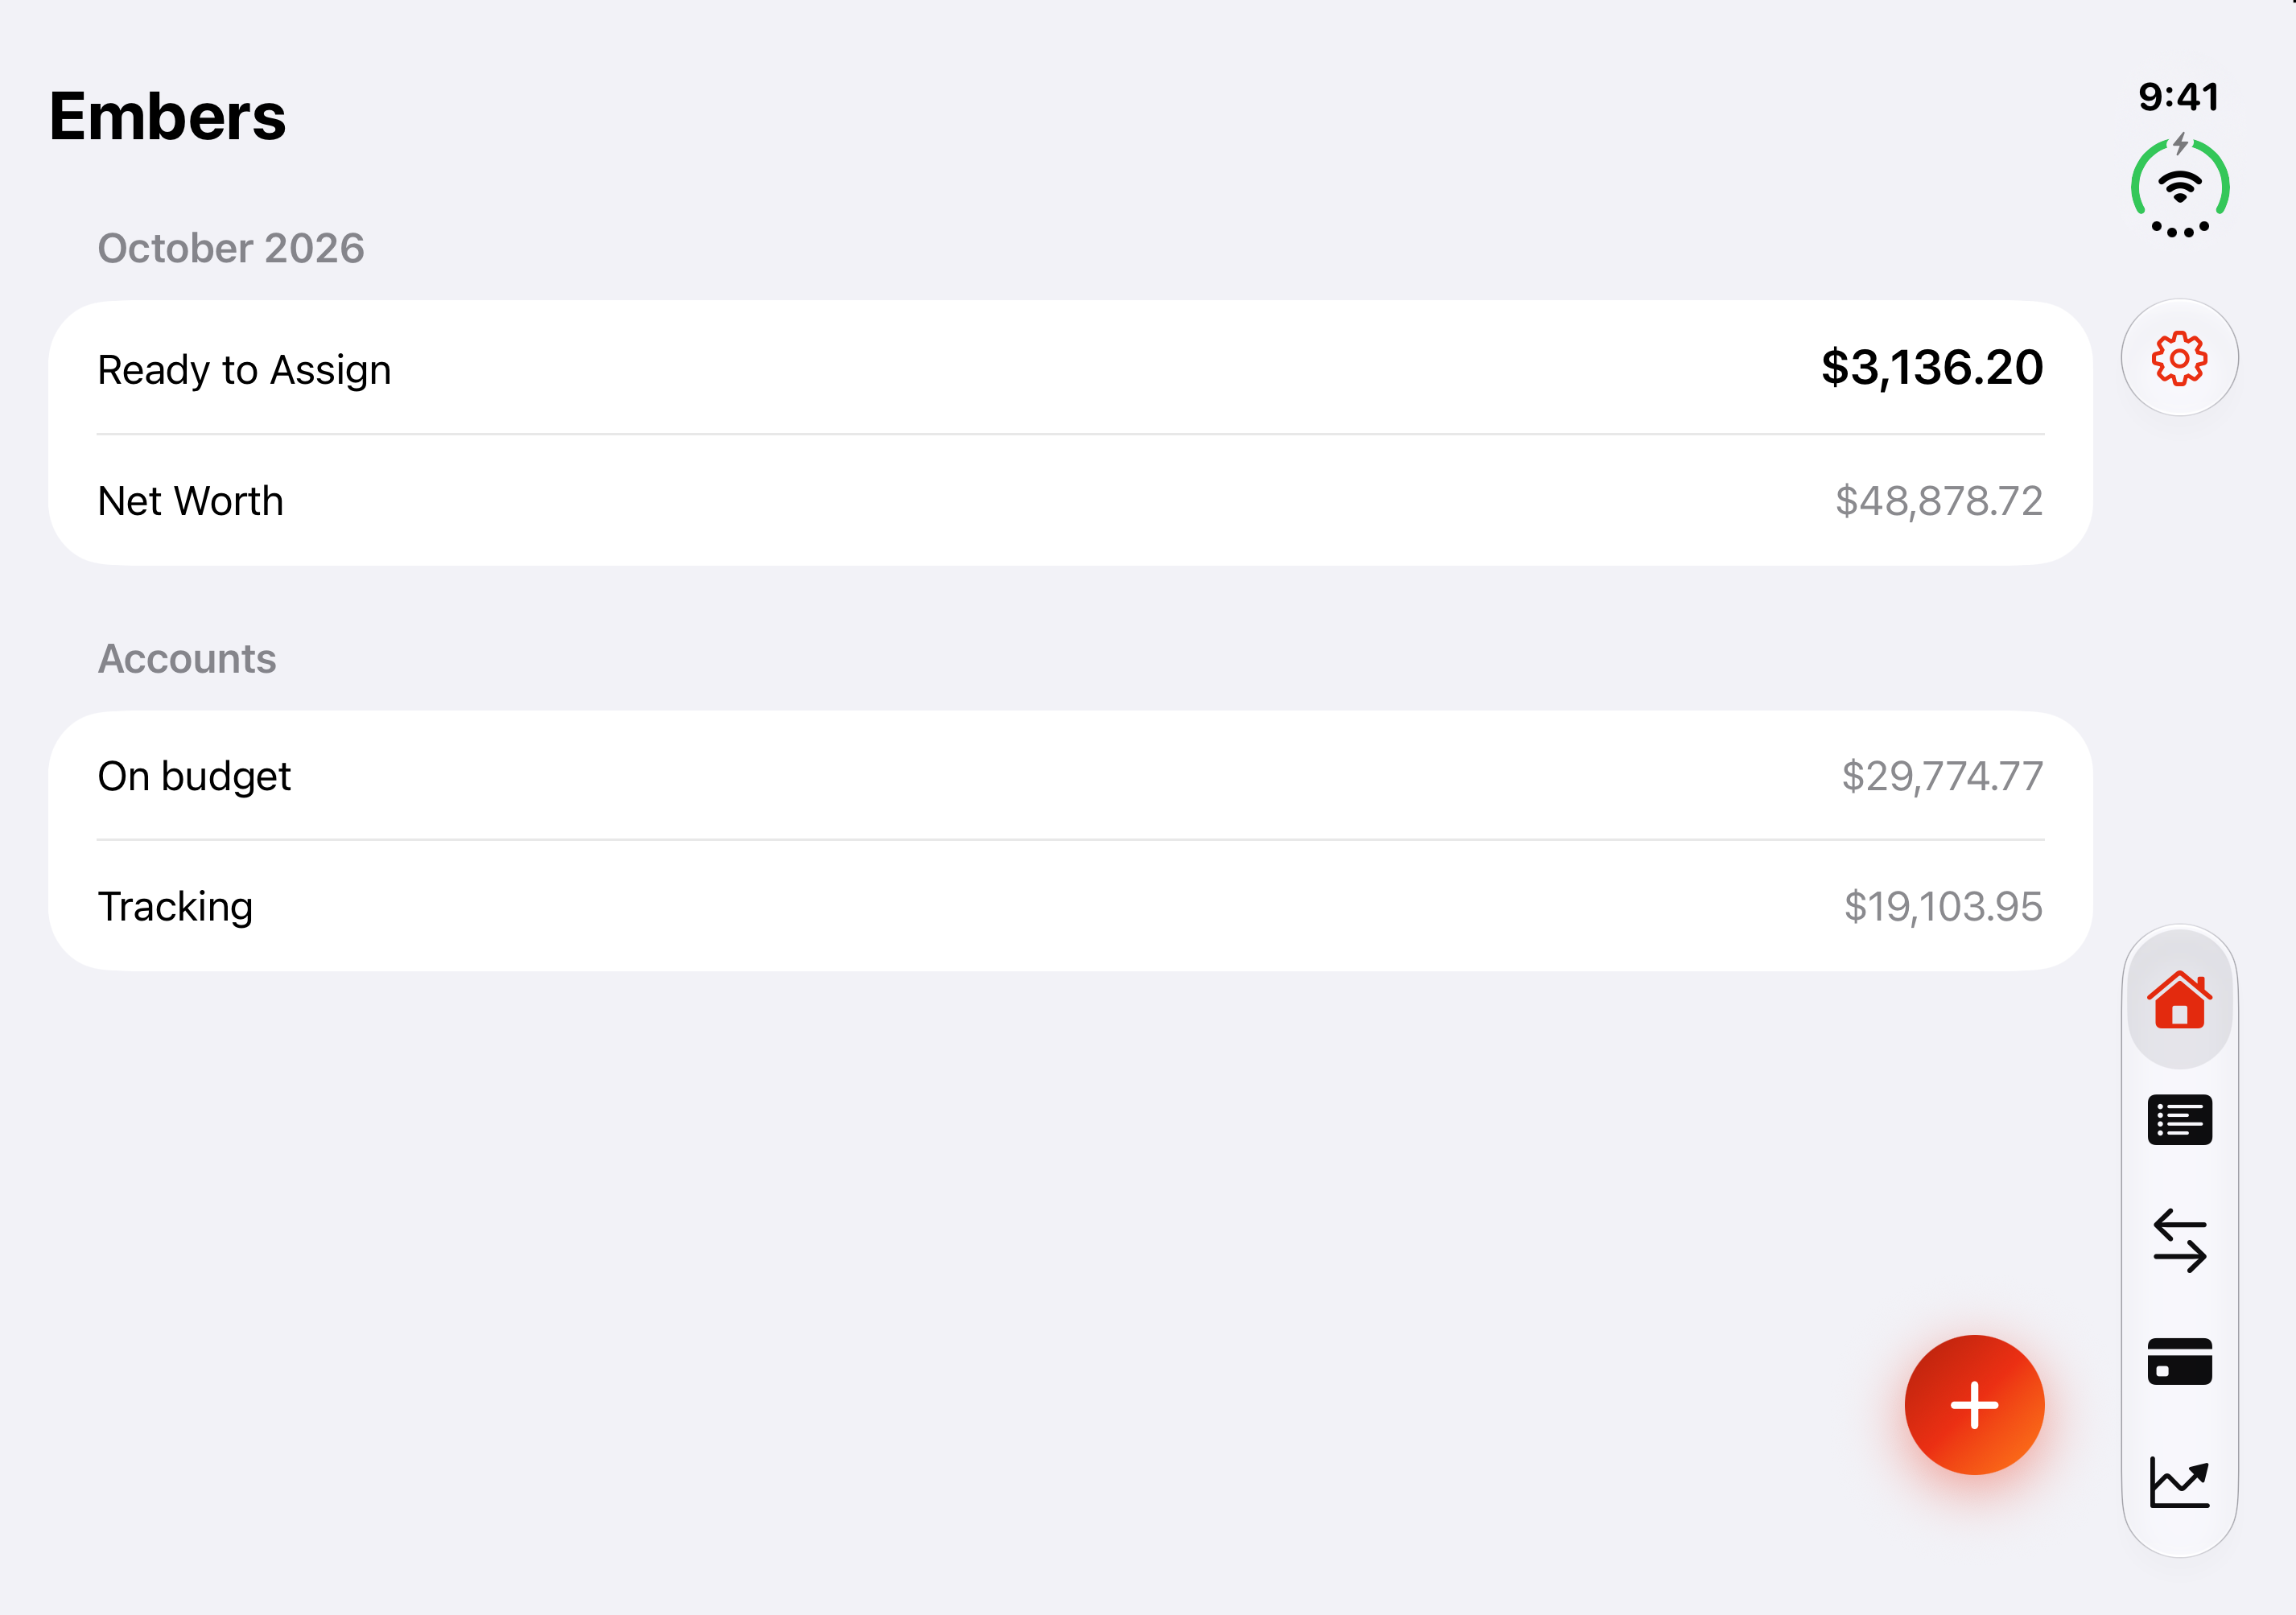 Embers
9:41
October 2026
Ready to Assign $3,136.20
Net Worth $48,878.72
Accounts
On budget $29,774.77
Tracking $19,103.95